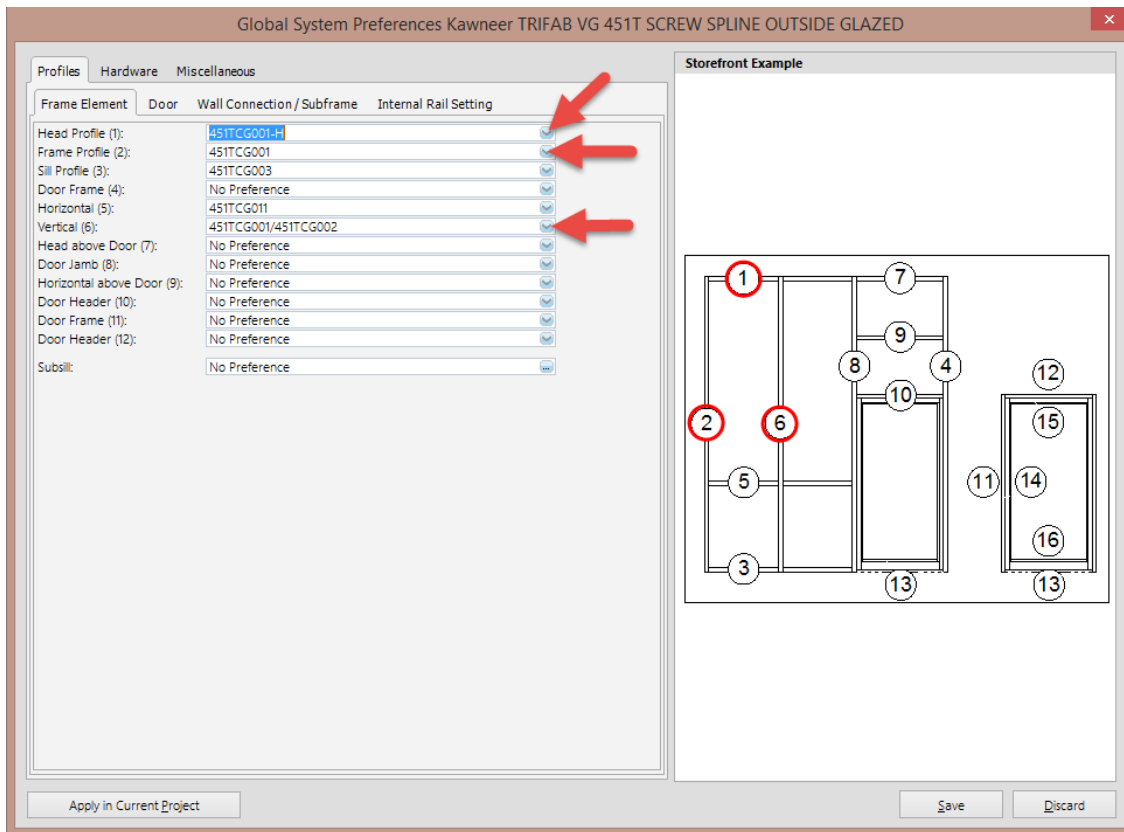 Global System Preferences Kawneer TRIFAB VG 451T SCREW SPLINE OUTSIDE GLAZED
Profiles Hardware Miscellaneous
Frame Element Door Wall Connection / Subframe Internal Rail Setting
Head Profile (1): 451TCG001-H
Frame Profile (2): 451TCG001
Sill Profile (3): 451TCG003
Door Frame (4): No Preference
Horizontal (5): 451TCG011
Vertical (6): 451TCG001/451TCG002
Head above Door (7): No Preference
Door Jamb (8): No Preference
Horizontal above Door (9): No Preference
Door Header (10): No Preference
Door Frame (11): No Preference
Door Header (12): No Preference
Subsill: No Preference
Apply in Current Project
Storefront Example
1 7
9
8 4 12
10
2 6 15
5 11 14
16
3 13 13
Save Discard